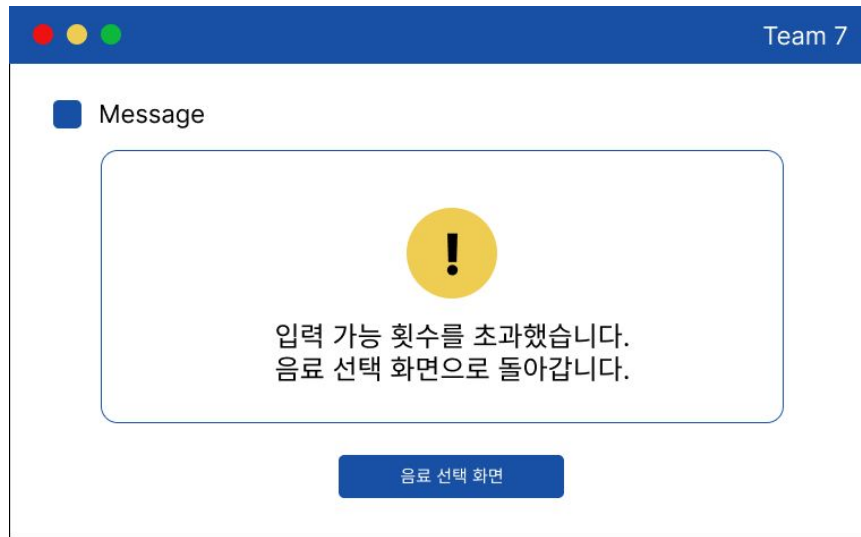 Team 7
Message
!
입력 가능 횟수를 초과했습니다.
음료 선택 화면으로 돌아갑니다.
음료 선택 화면